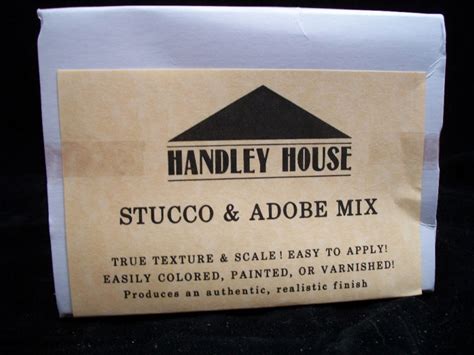 HANDLEY HOUSE
STUCCO & ADOBE MIX
TRUE TEXTURE & SCALE! EASY TO APPLY!
EASILY COLORED, PAINTED, OR VARNISHED!
Produces an authentic, realistic finish